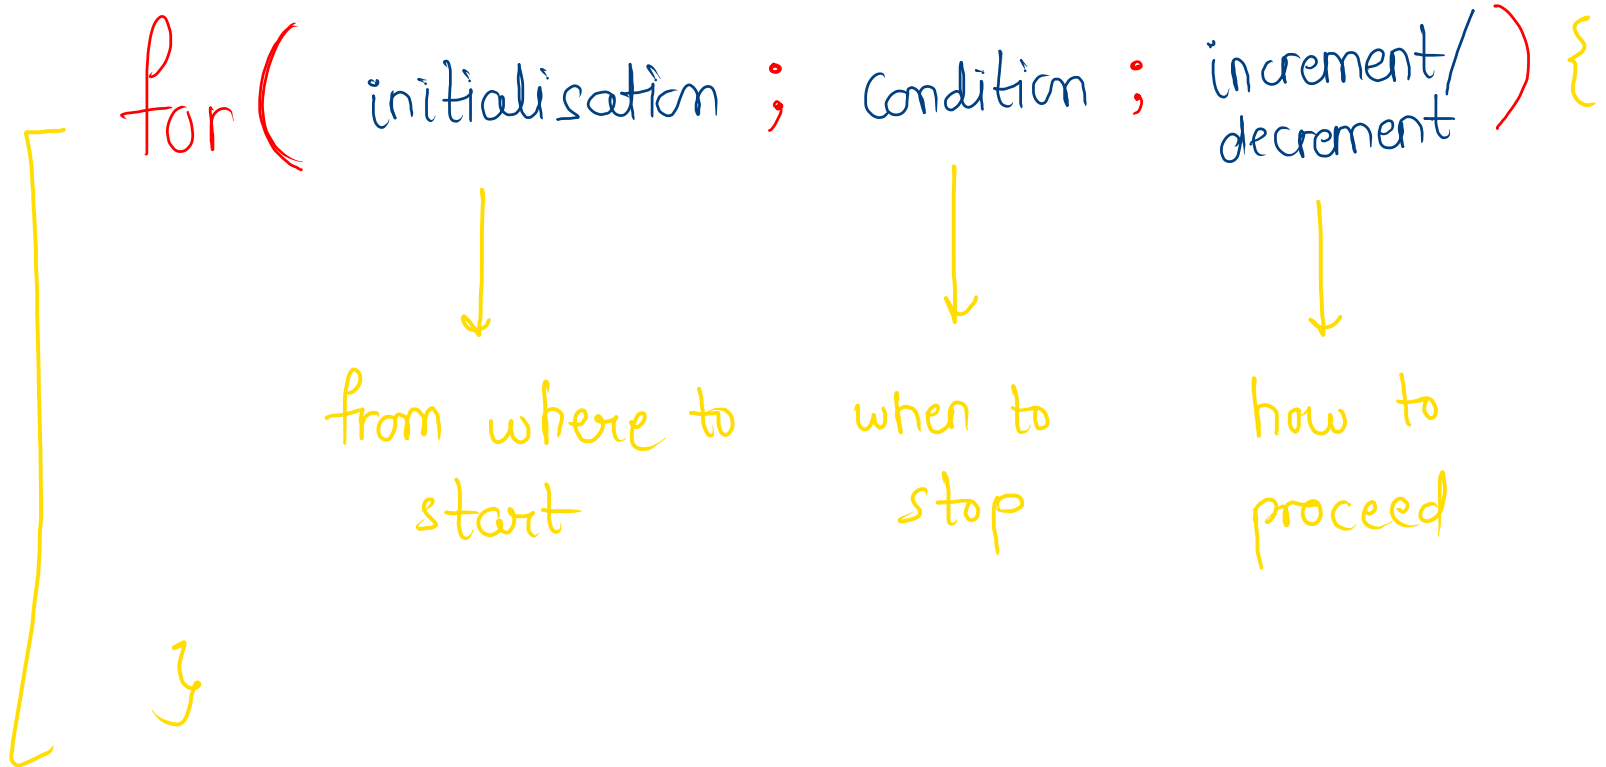 for( initialisation ; condition ; increment/ ) {
decrement
from where to when to how to
start stop proceed
}